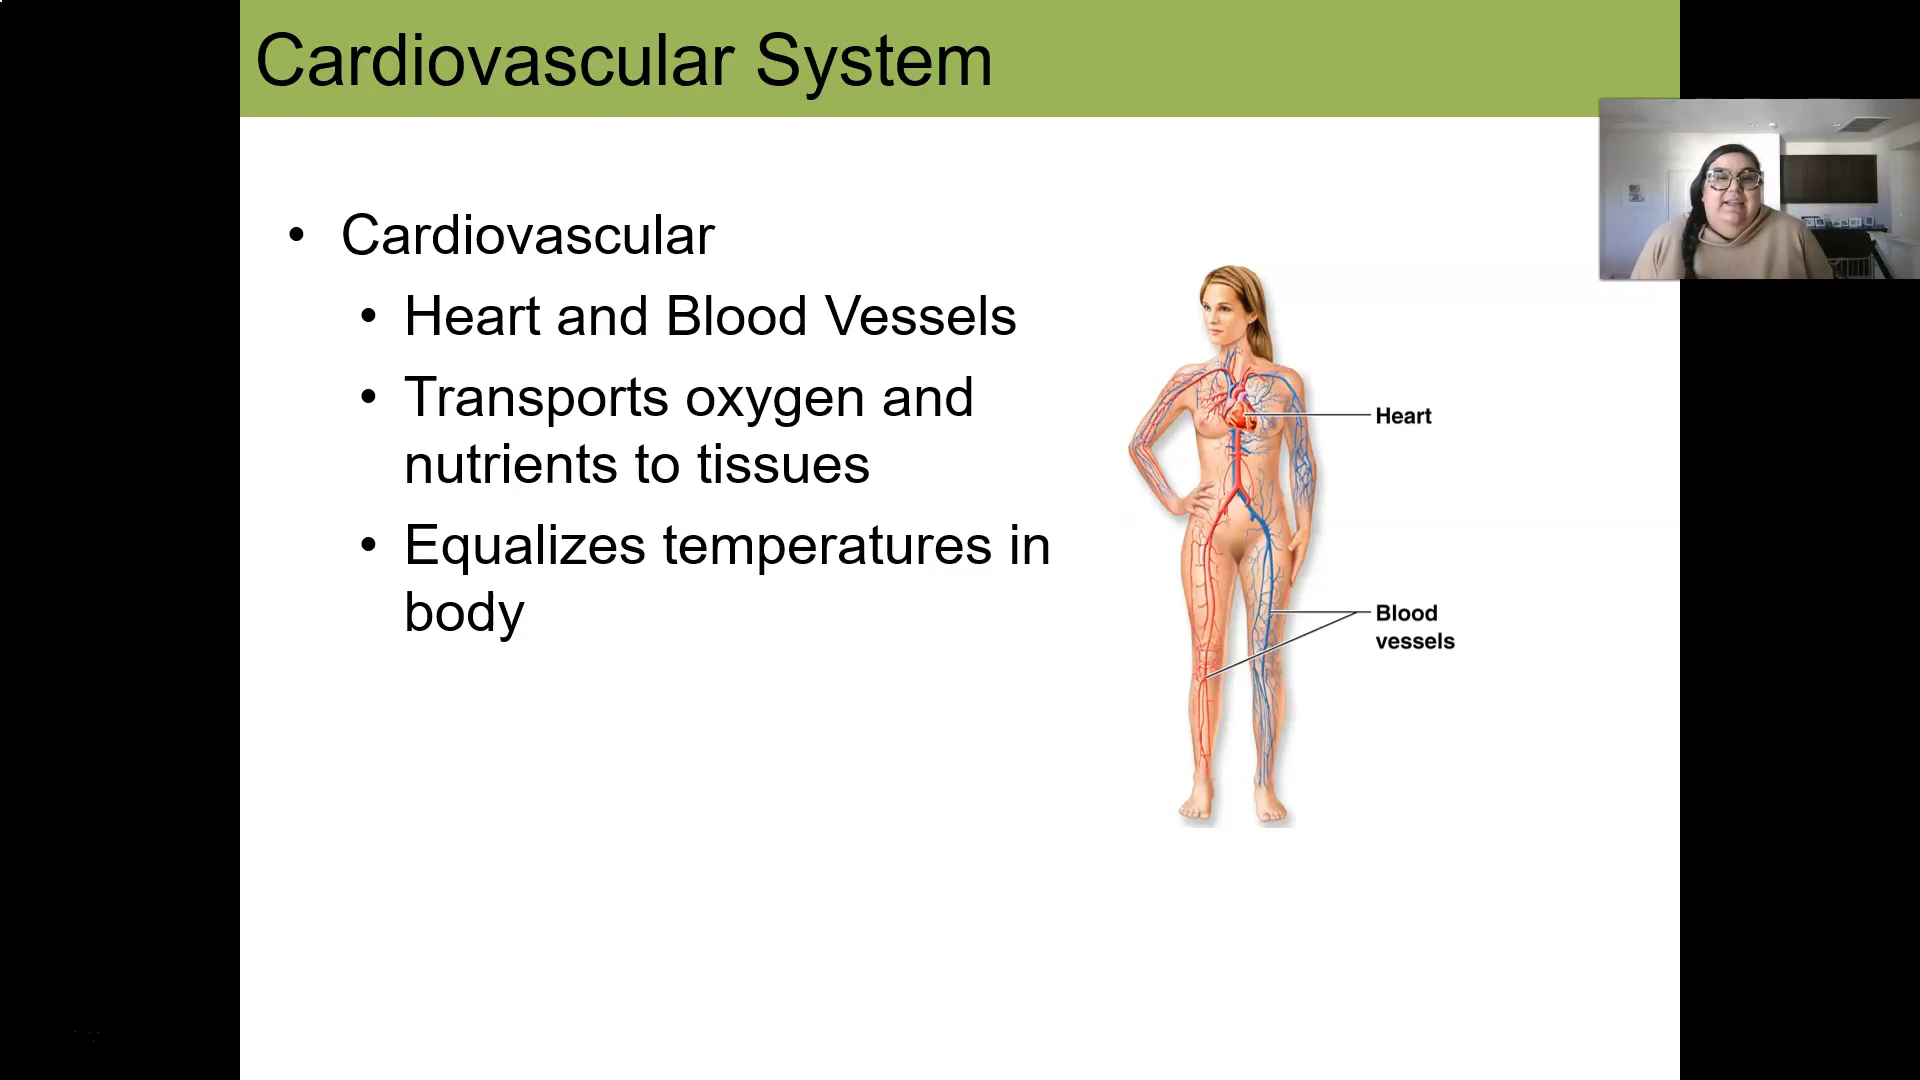 Cardiovascular System
• Cardiovascular
• Heart and Blood Vessels
• Transports oxygen and
nutrients to tissues
• Equalizes temperatures in
body
Heart
Blood
vessels